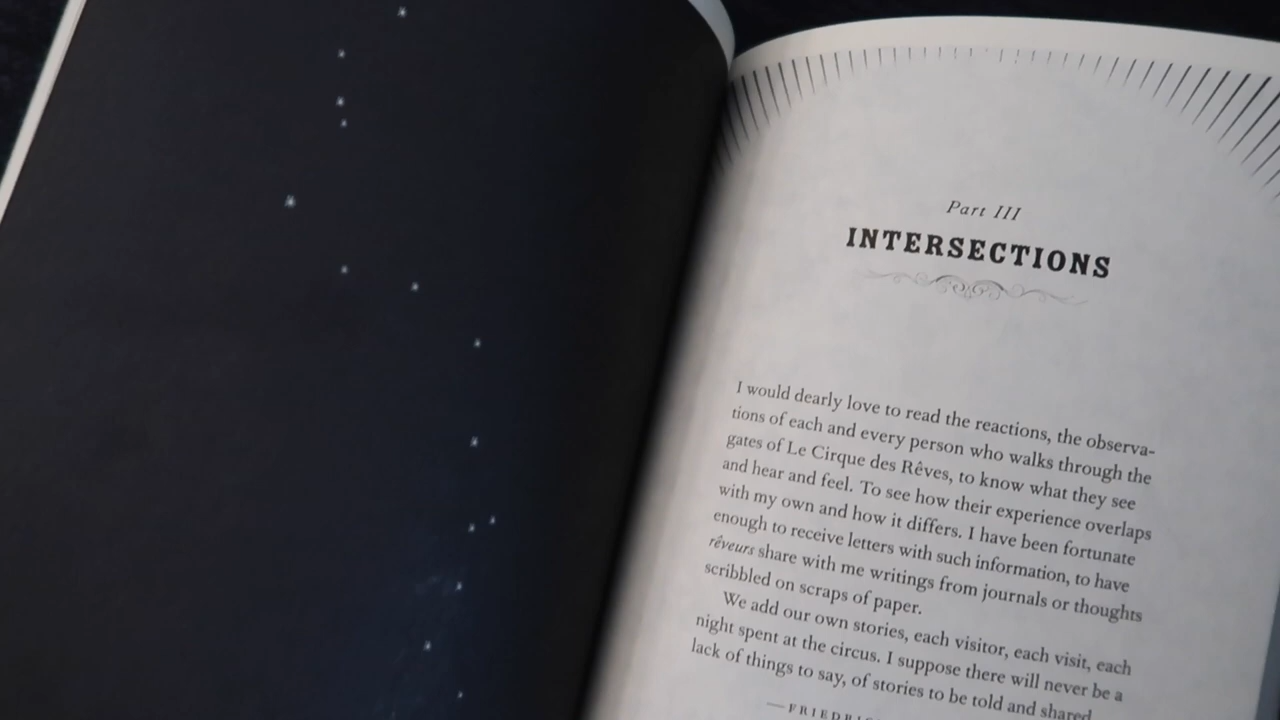 Part III
INTERSECTIONS
I would dearly love to read the reactions, the observa-
tions of each and every person who walks through the
gates of Le Cirque des Rêves, to know what they see
and hear and feel. To see how their experience overlaps
with my own and how it differs. I have been fortunate
enough to receive letters with such information, to have
rêveurs share with me writings from journals or thoughts
scribbled on scraps of paper.
We add our own stories, each visitor, each visit, each
night spent at the circus. I suppose there will never be a
lack of things to say, of stories to be told and shared